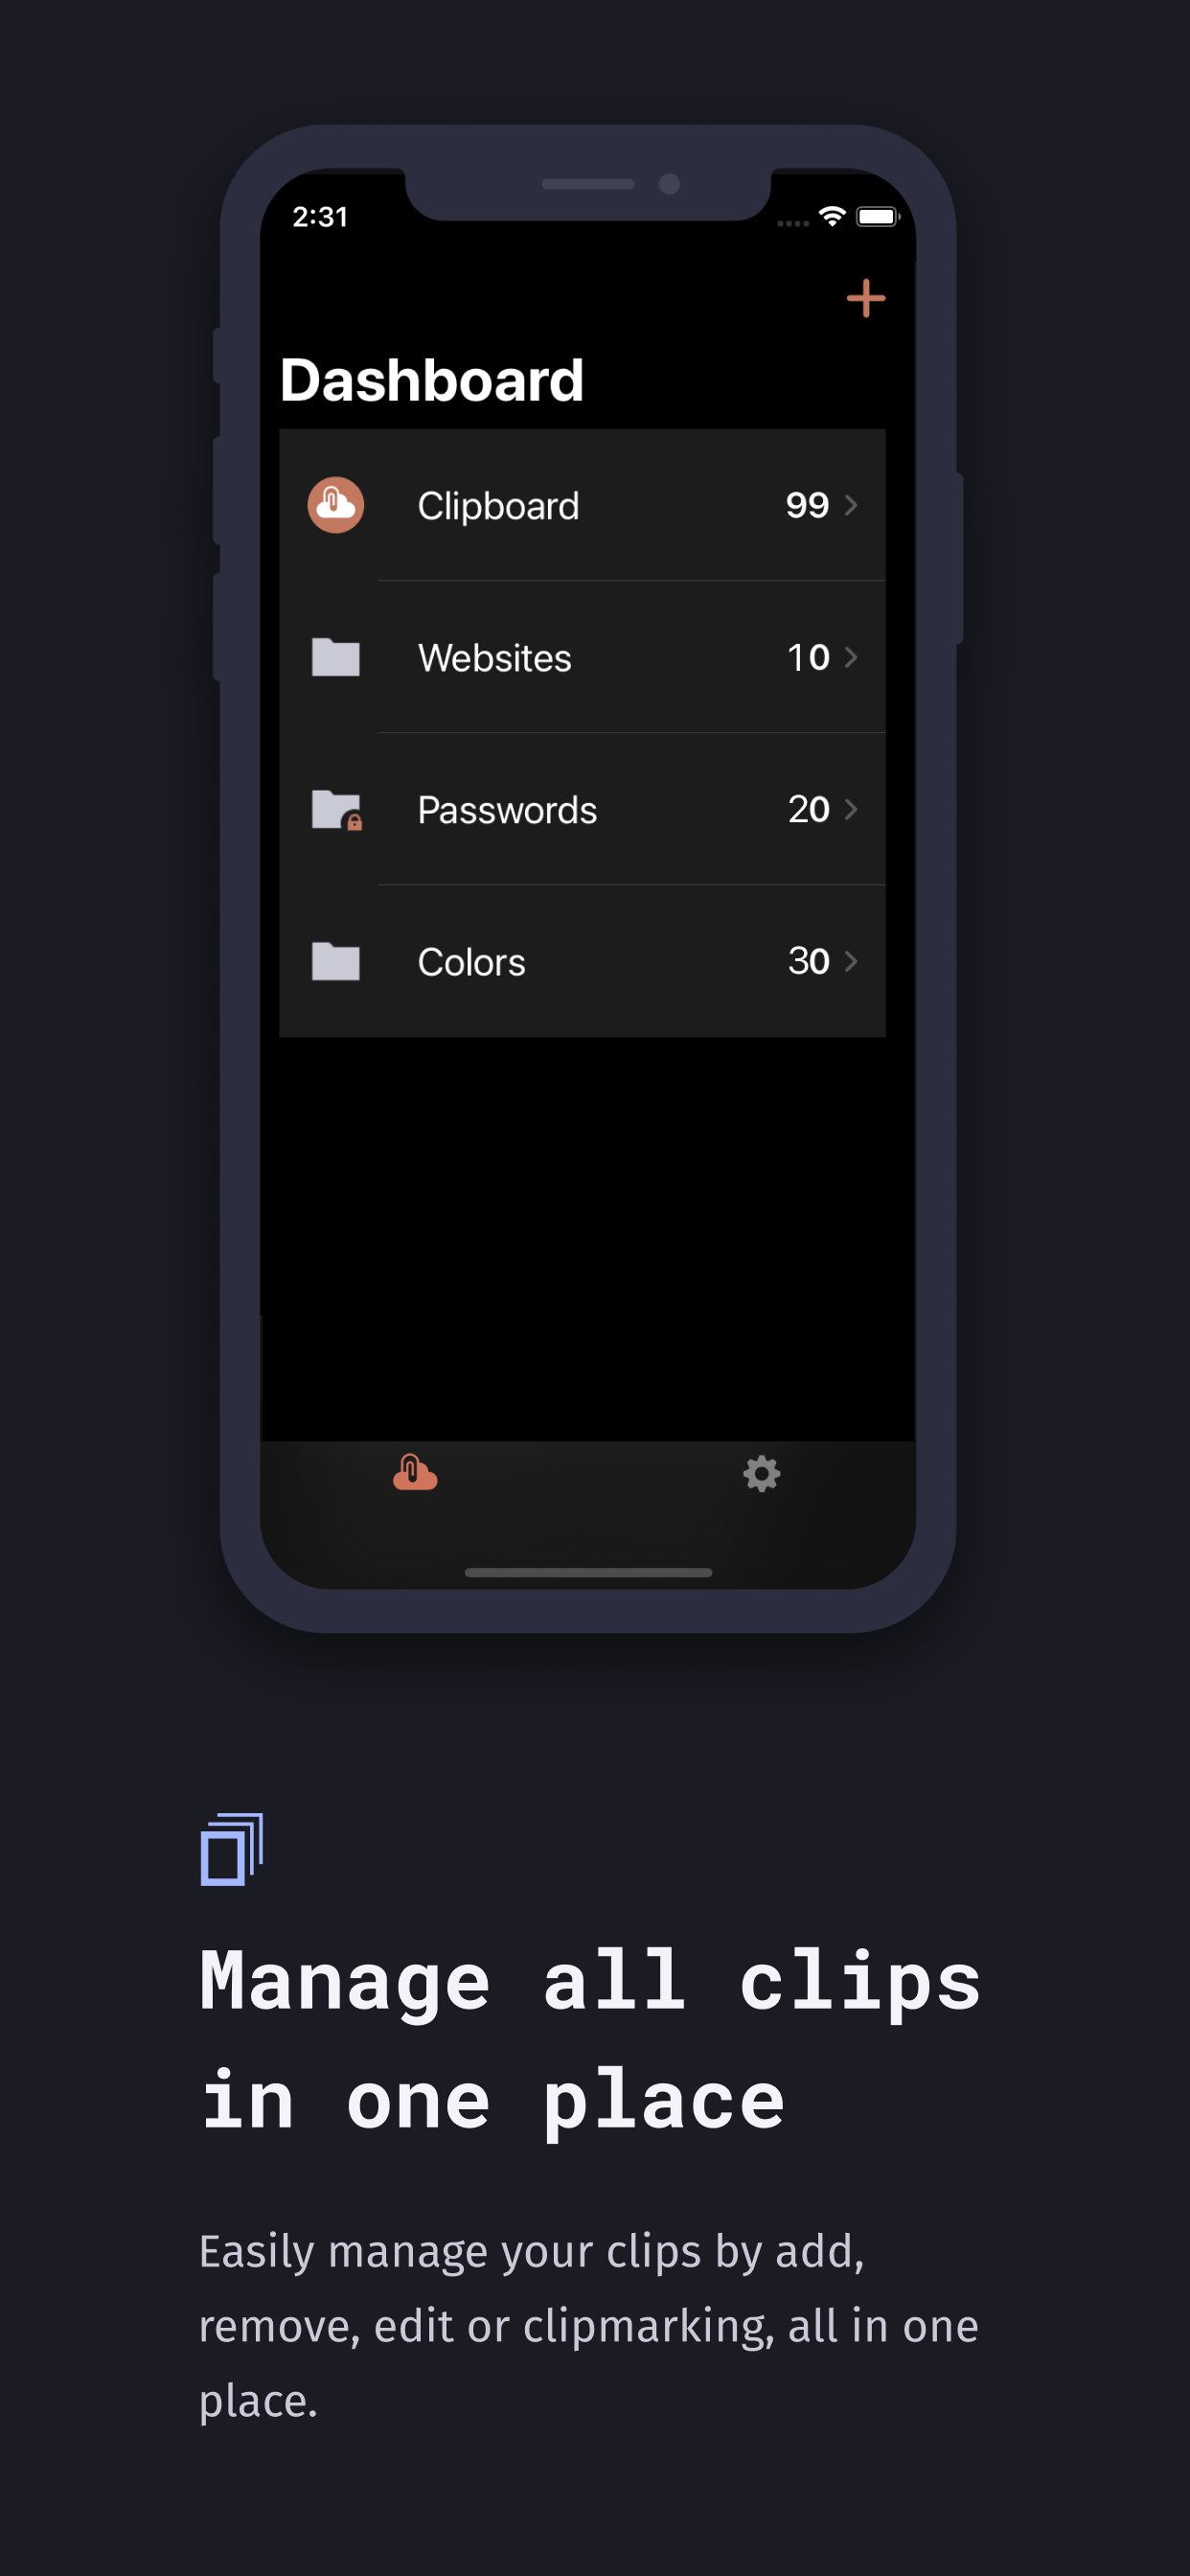 2:31
Dashboard
Clipboard 99
Websites 10
Passwords 20
Colors 30
Manage all clips
in one place
Easily manage your clips by add,
remove, edit or clipmarking, all in one
place.